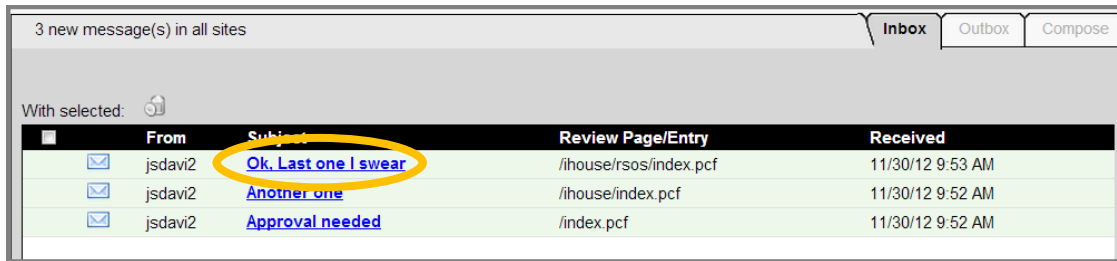 3 new message(s) in all sites Inbox Outbox Compose
With selected:
From Subject Review Page/Entry Received
jsdavi2 Ok, Last one I swear /ihouse/rsos/index.pcf 11/30/12 9:53 AM
jsdavi2 Another one /ihouse/index.pcf 11/30/12 9:52 AM
jsdavi2 Approval needed /index.pcf 11/30/12 9:52 AM